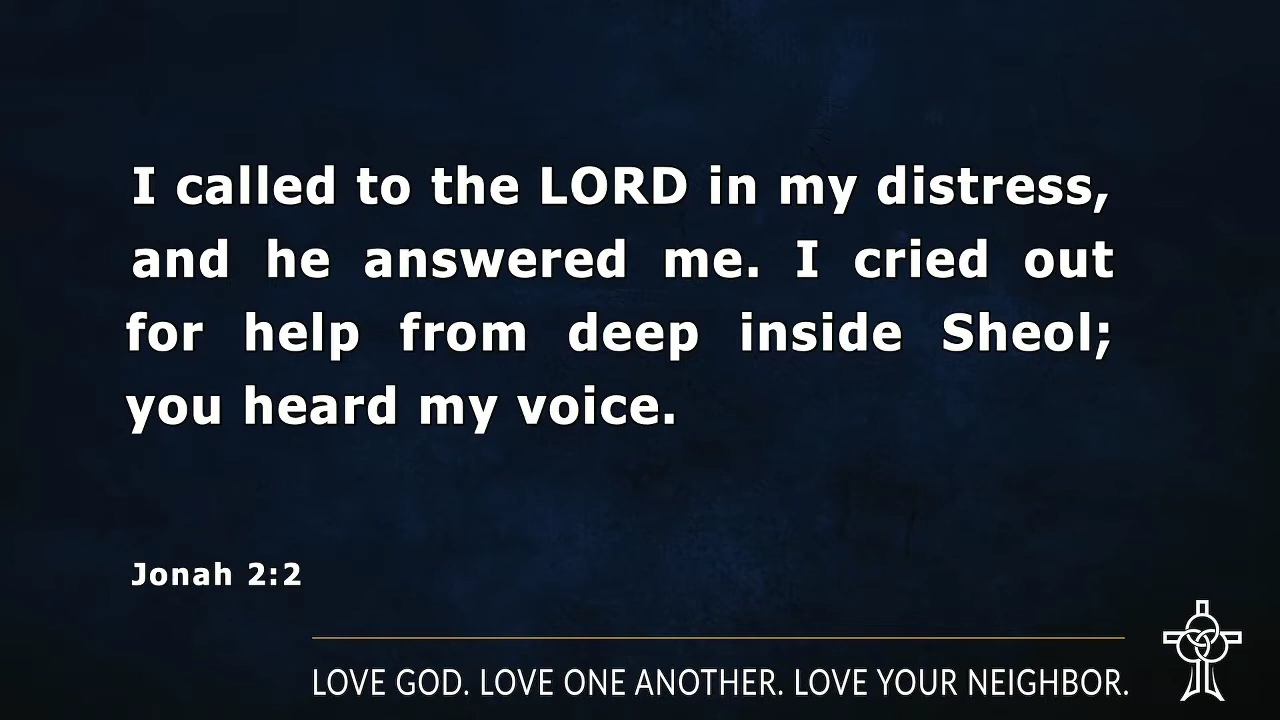 I called to the LORD in my distress,
and he answered me. I cried out
for help from deep inside Sheol;
you heard my voice.
Jonah 2:2
LOVE GOD. LOVE ONE ANOTHER. LOVE YOUR NEIGHBOR.